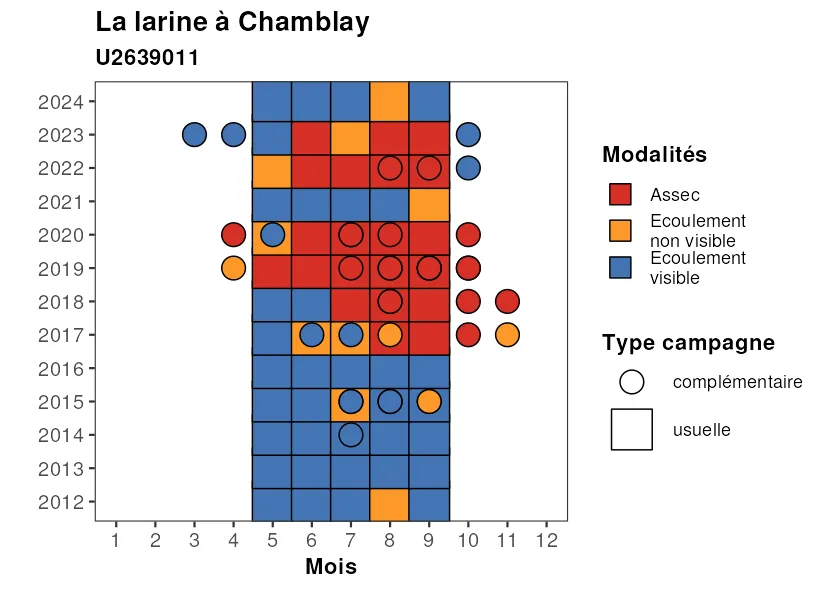 La larine à Chamblay
U2639011
2024
2023
2022
2021
2020
2019
2018
2017
2016
2015
2014
2013
2012
1 2 3 4 5 6 7 8 9 10 11 12
Mois
Modalités
Assec
Ecoulement
non visible
Ecoulement
visible
Type campagne
complémentaire
usuelle